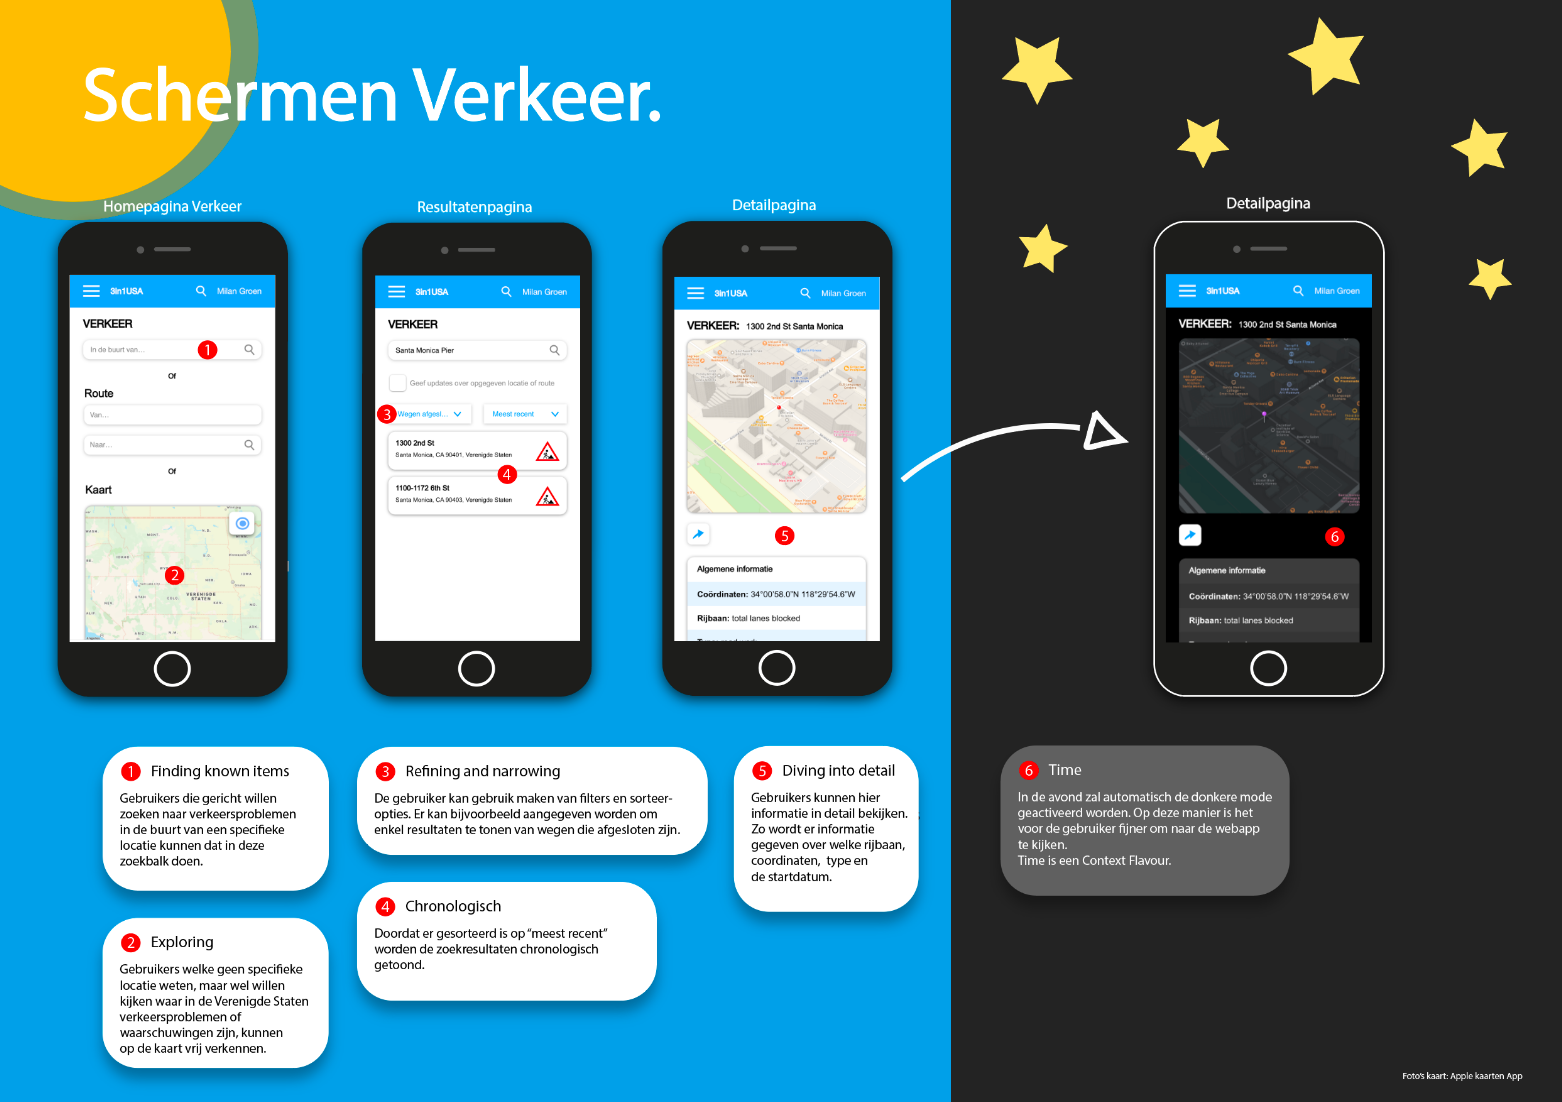 Schermen Verkeer.
Homepagina Verkeer
Resultatenpagina
Detailpagina
Detailpagina
3In1USA
Milan Groen
VERKEER
In de buurt van...
1
Of
Route
Van...
Naar...
Of
Kaart
2
VERENIGDE
STATEN
3In1USA
Milan Groen
VERKEER
Santa Monica Pier
Geef updates over opgegeven locatie of route
3
Wegen afgesl...
Meest recent
1300 2nd St
Santa Monica, CA 90401, Verenigde Staten
4
1100-1172 6th St
Santa Monica, CA 90403, Verenigde Staten
3In1USA
Milan Groen
VERKEER: 1300 2nd St Santa Monica
5
Algemene informatie
Coördinaten: 34°00'58.0"N 118°29'54.6"W
Rijbaan: total lanes blocked
3In1USA
Milan Groen
VERKEER: 1300 2nd St Santa Monica
6
Algemene informatie
Coördinaten: 34°00'58.0"N 118°29'54.6"W
Rijbaan: total lanes blocked
1 Finding known items
Gebruikers die gericht willen
zoeken naar verkeersproblemen
in de buurt van een specifieke
locatie kunnen dat in deze
zoekbalk doen.
2 Exploring
Gebruikers welke geen specifieke
locatie weten, maar wel willen
kijken waar in de Verenigde Staten
verkeersproblemen of
waarschuwingen zijn, kunnen
op de kaart vrij verkennen.
3 Refining and narrowing
De gebruiker kan gebruik maken van filters en sorteer-
opties. Er kan bijvoorbeeld aangegeven worden om
enkel resultaten te tonen van wegen die afgesloten zijn.
4 Chronologisch
Doordat er gesorteerd is op “meest recent”
worden de zoekresultaten chronologisch
getoond.
5 Diving into detail
Gebruikers kunnen hier
informatie in detail bekijken.
Zo wordt er informatie
gegeven over welke rijbaan,
coordinaten, type en
de startdatum.
6 Time
In de avond zal automatisch de donkere mode
geactiveerd worden. Op deze manier is het
voor de gebruiker fijner om naar de webapp
te kijken.
Time is een Context Flavour.
Foto's kaart: Apple kaarten App